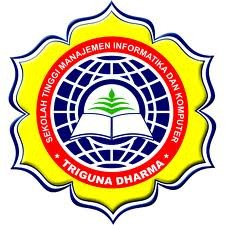 SEKOLAH TINGGI MANAJEMEN INFORMATIKA DAN KOMPUTER
TRIGUNA DHARMA